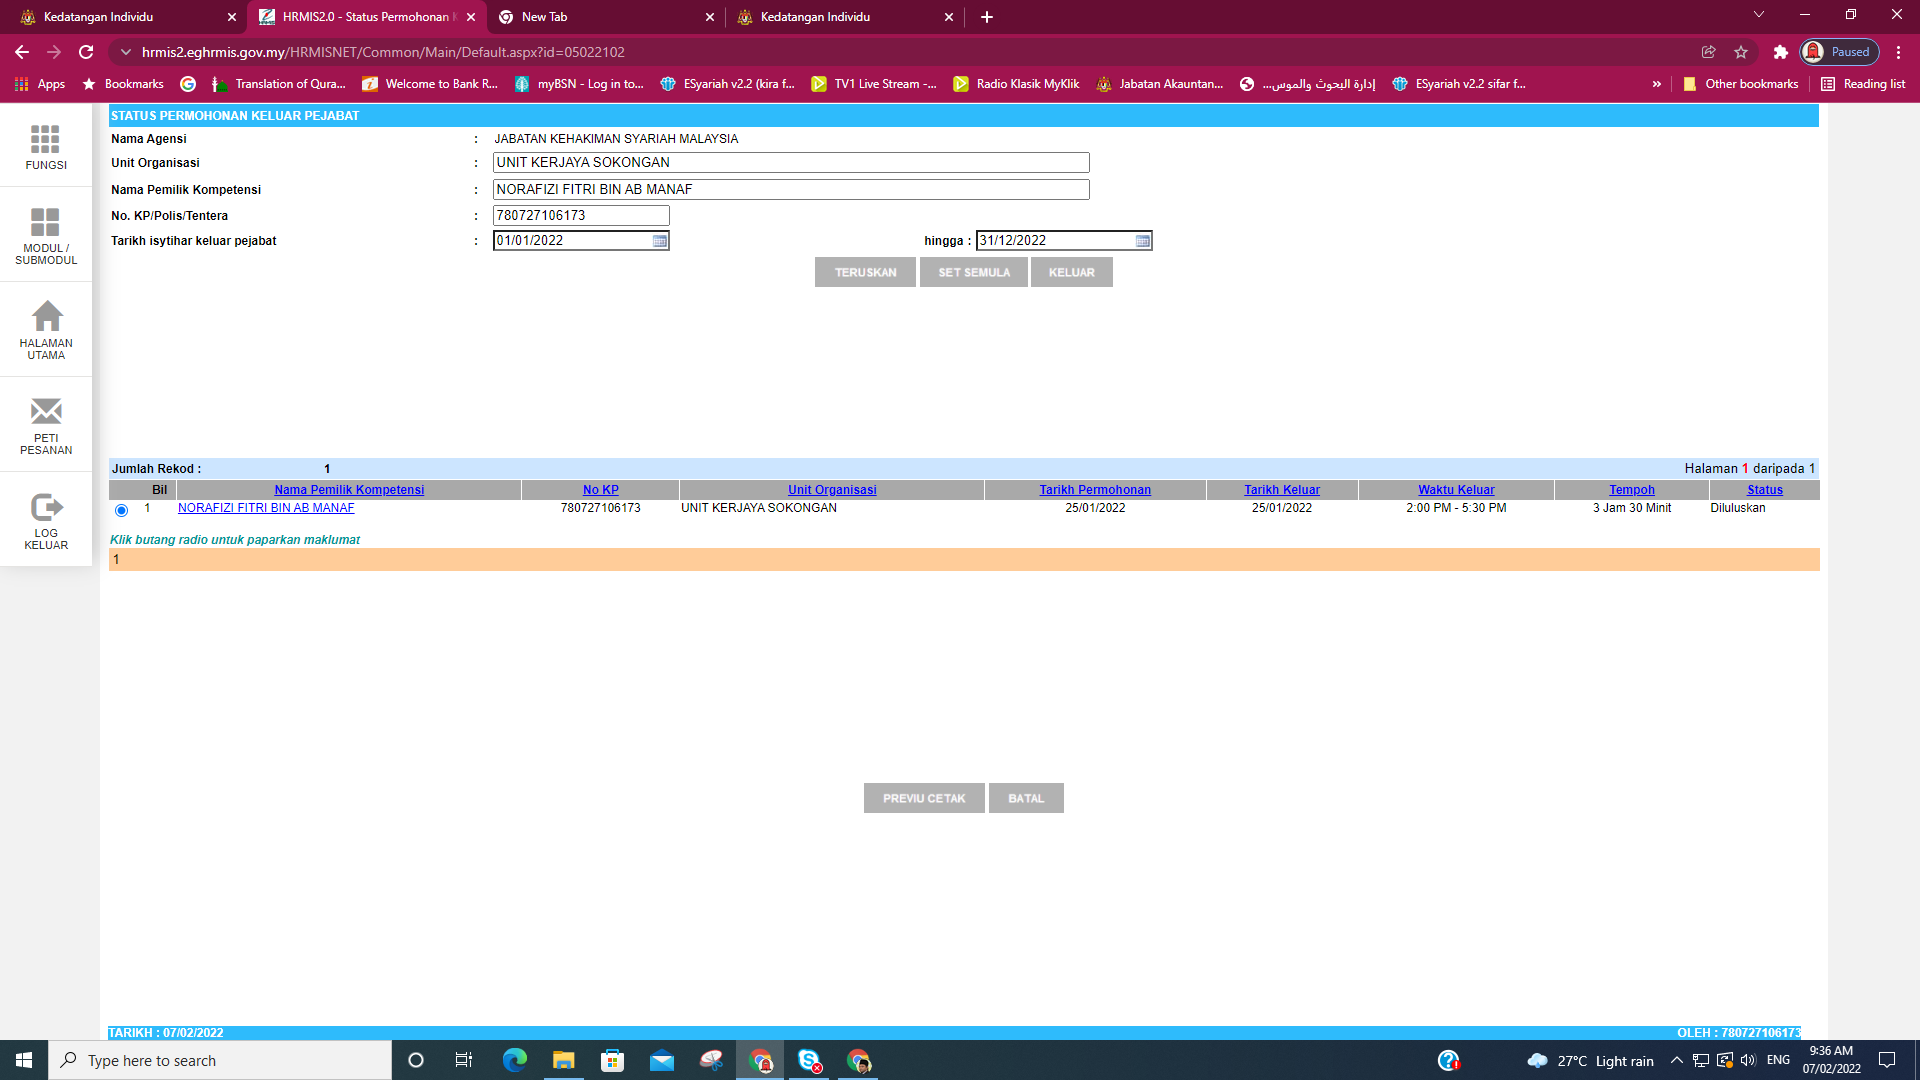 Kedatangan Individu
HRMIS2.0 - Status Permohonan
New Tab
Kedatangan Individu
hrmis2.eghrmis.gov.my/HRMISNET/Common/Main/Default.aspx?id=05022102
Paused
Apps
Bookmarks
Translation of Qura...
Welcome to Bank R...
myBSN - Log in to...
ESyariah v2.2 (kira f...
TV1 Live Stream -...
Radio Klasik MyKlik
Jabatan Akauntan...
إدارة البحوث والموس...
ESyariah v2.2 sifar f...
»
Other bookmarks
Reading list
FUNGSI
MODUL /
SUBMODUL
HALAMAN
UTAMA
PETI
PESANAN
LOG
KELUAR
STATUS PERMOHONAN KELUAR PEJABAT
Nama Agensi : JABATAN KEHAKIMAN SYARIAH MALAYSIA
Unit Organisasi : UNIT KERJAYA SOKONGAN
Nama Pemilik Kompetensi : NORAFIZI FITRI BIN AB MANAF
No. KP/Polis/Tentera : 780727106173
Tarikh isytihar keluar pejabat : 01/01/2022 hingga : 31/12/2022
TERUSKAN SET SEMULA KELUAR
Jumlah Rekod : 1 Halaman 1 daripada 1
Bil Nama Pemilik Kompetensi No KP Unit Organisasi Tarikh Permohonan Tarikh Keluar Waktu Keluar Tempoh Status
1 NORAFIZI FITRI BIN AB MANAF 780727106173 UNIT KERJAYA SOKONGAN 25/01/2022 25/01/2022 2:00 PM - 5:30 PM 3 Jam 30 Minit Diluluskan
Klik butang radio untuk paparkan maklumat
1
PREVIU CETAK BATAL
TARIKH : 07/02/2022 OLEH : 780727106173
Type here to search
27°C Light rain
ENG
9:36 AM
07/02/2022